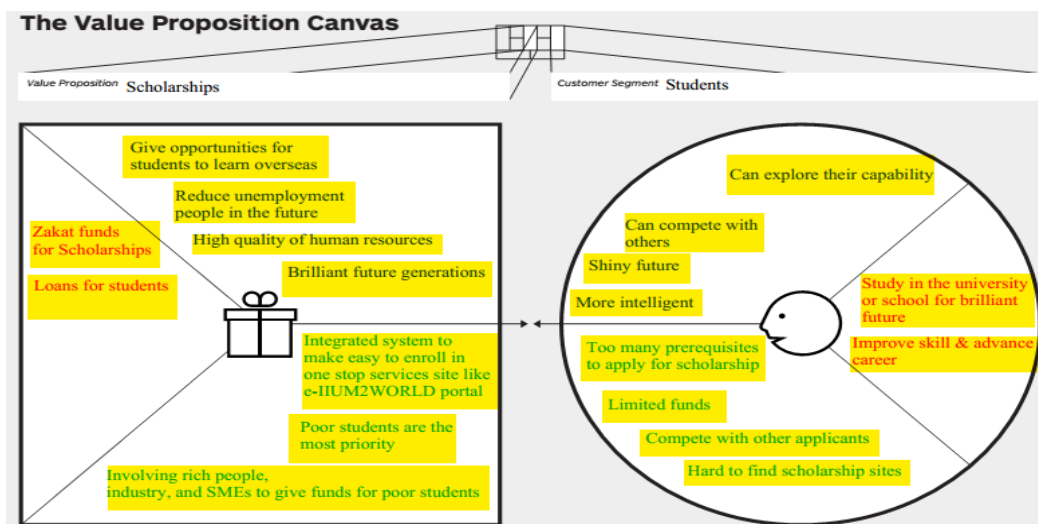 The Value Proposition Canvas
Value Proposition Scholarships
Customer Segment Students
Give opportunities for
students to learn overseas
Reduce unemployment
people in the future
High quality of human resources
Brilliant future generations
Zakat funds
for Scholarships
Loans for students
Integrated system to
make easy to enroll in
one stop services site like
e-IIUM2WORLD portal
Poor students are the
most priority
Involving rich people,
industry, and SMEs to give funds for poor students
Can explore their capability
Can compete with
others
Shiny future
More intelligent
Study in the university
or school for brilliant
future
Improve skill & advance
career
Too many prerequisites
to apply for scholarship
Limited funds
Compete with other applicants
Hard to find scholarship sites